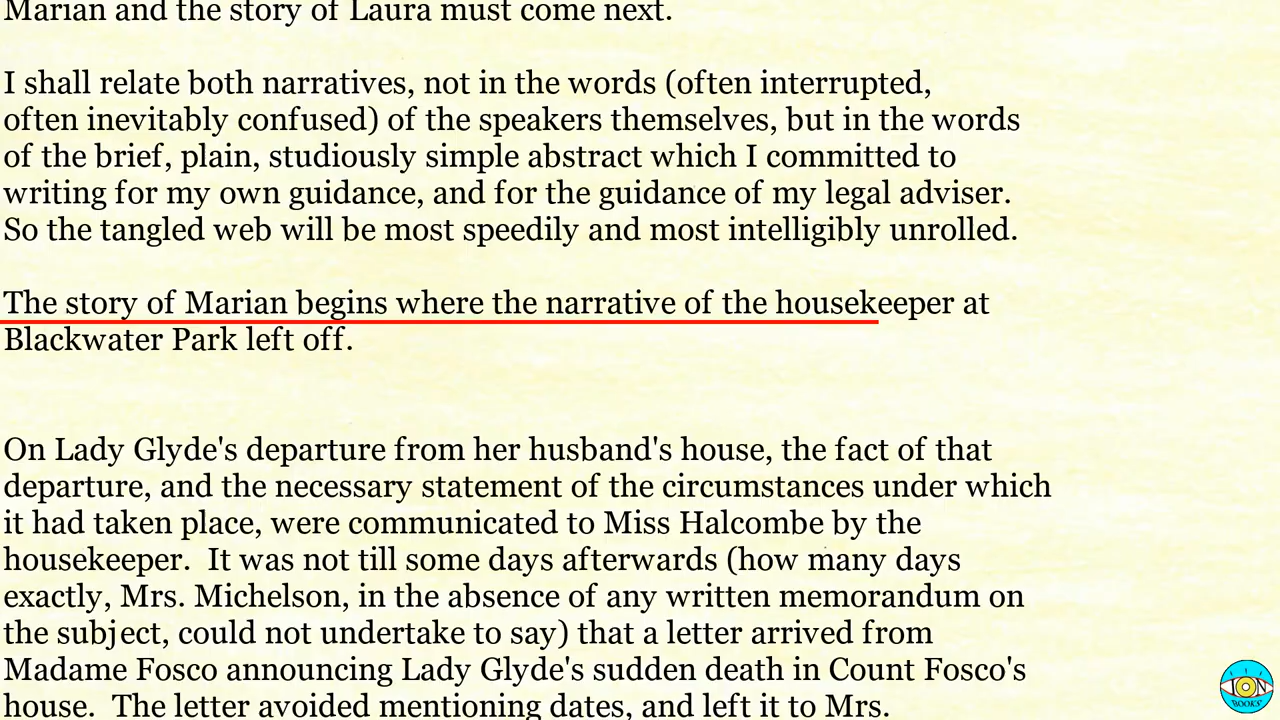 Marian and the story of Laura must come next.
I shall relate both narratives, not in the words (often interrupted,
often inevitably confused) of the speakers themselves, but in the words
of the brief, plain, studiously simple abstract which I committed to
writing for my own guidance, and for the guidance of my legal adviser.
So the tangled web will be most speedily and most intelligibly unrolled.
The story of Marian begins where the narrative of the housekeeper at
Blackwater Park left off.
On Lady Glyde's departure from her husband's house, the fact of that
departure, and the necessary statement of the circumstances under which
it had taken place, were communicated to Miss Halcombe by the
housekeeper.  It was not till some days afterwards (how many days
exactly, Mrs. Michelson, in the absence of any written memorandum on
the subject, could not undertake to say) that a letter arrived from
Madame Fosco announcing Lady Glyde's sudden death in Count Fosco's
house.  The letter avoided mentioning dates, and left it to Mrs.
ION
BOOKS